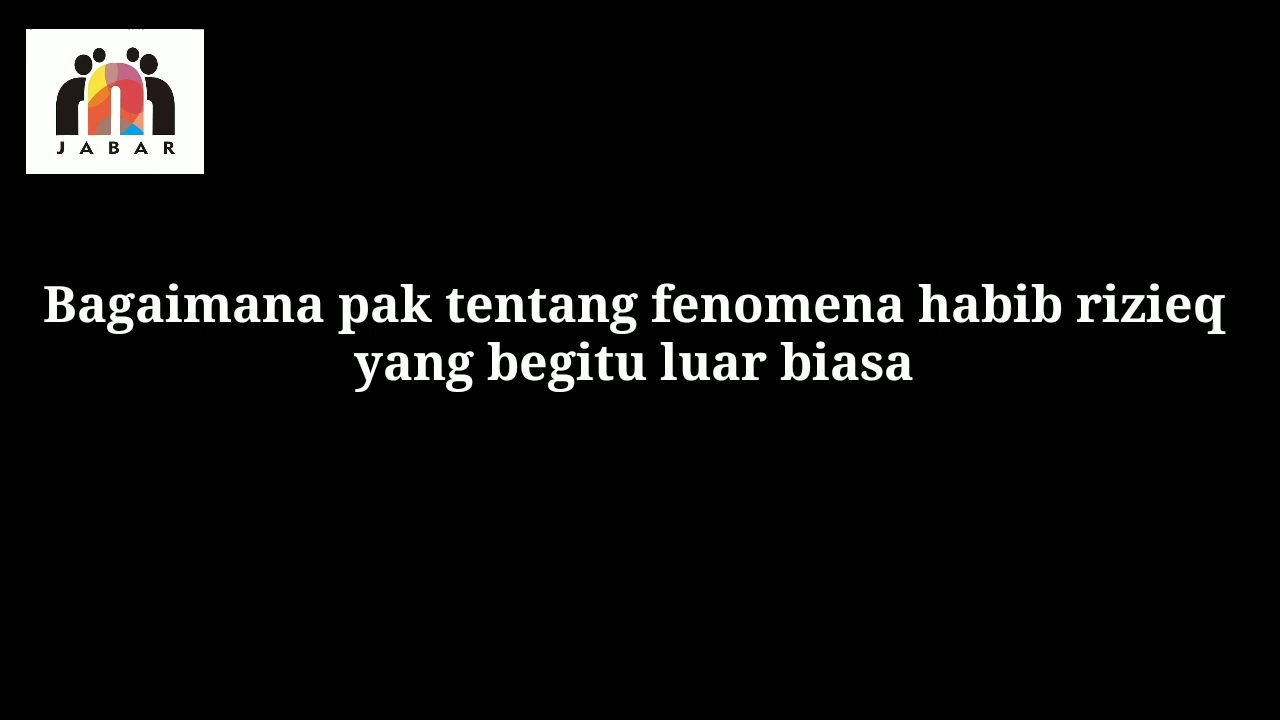 JABAR
Bagaimana pak tentang fenomena habib rizieq
yang begitu luar biasa